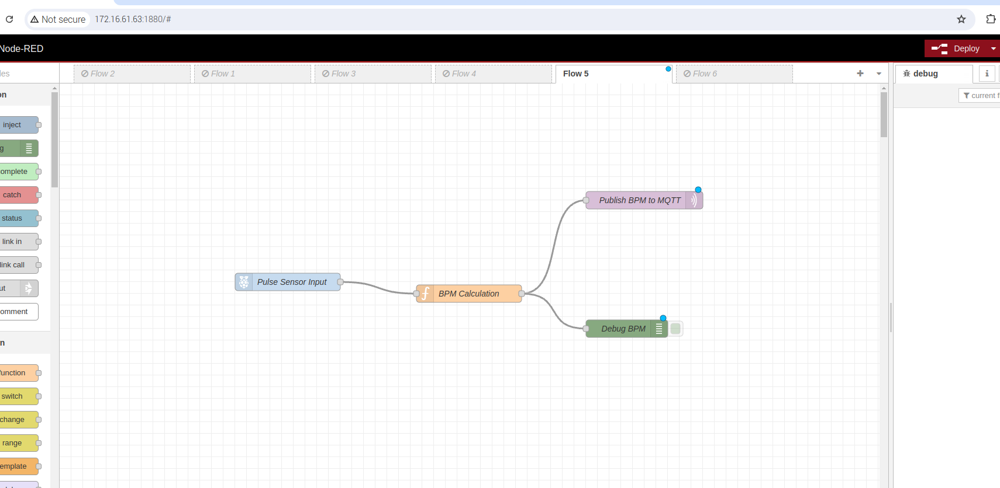 Not secure 172.16.61.63:1880/#
Node-RED
Deploy
les
Flow 2 Flow 1 Flow 3 Flow 4 Flow 5 Flow 6
debug
i
on
current f
inject
g
omplete
catch
status
link in
link call
ut
omment
n
function
switch
change
range
emplate
Publish BPM to MQTT
Pulse Sensor Input
BPM Calculation
Debug BPM